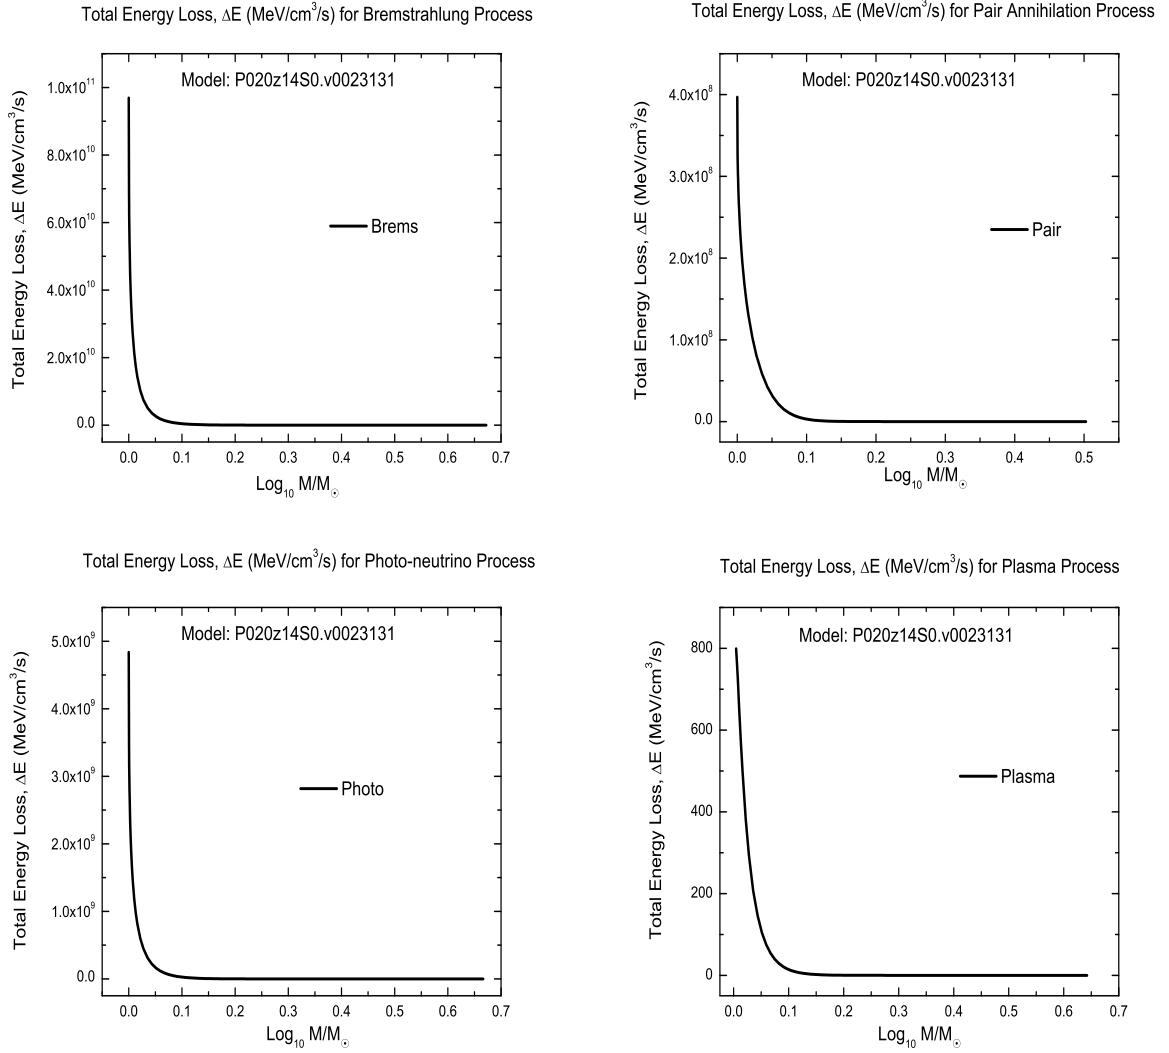 Total Energy Loss, ΔE (MeV/cm³/s) for Bremstrahlung Process
Model: P020z14S0.v0023131
Total Energy Loss, ΔE (MeV/cm³/s)
1.0x10¹¹
8.0x10¹⁰
6.0x10¹⁰
4.0x10¹⁰
2.0x10¹⁰
0.0
Brems
0.0 0.1 0.2 0.3 0.4 0.5 0.6 0.7
Log₁₀ M/M☉
Total Energy Loss, ΔE (MeV/cm³/s) for Pair Annihilation Process
Model: P020z14S0.v0023131
Total Energy Loss, ΔE (MeV/cm³/s)
4.0x10⁸
3.0x10⁸
2.0x10⁸
1.0x10⁸
0.0
Pair
0.0 0.1 0.2 0.3 0.4 0.5
Log₁₀ M/M☉
Total Energy Loss, ΔE (MeV/cm³/s) for Photo-neutrino Process
Model: P020z14S0.v0023131
Total Energy Loss, ΔE (MeV/cm³/s)
5.0x10⁹
4.0x10⁹
3.0x10⁹
2.0x10⁹
1.0x10⁹
0.0
Photo
0.0 0.1 0.2 0.3 0.4 0.5 0.6 0.7
Log₁₀ M/M☉
Total Energy Loss, ΔE (MeV/cm³/s) for Plasma Process
Model: P020z14S0.v0023131
Total Energy Loss, ΔE (MeV/cm³/s)
800
600
400
200
0
Plasma
0.0 0.1 0.2 0.3 0.4 0.5 0.6 0.7
Log₁₀ M/M☉